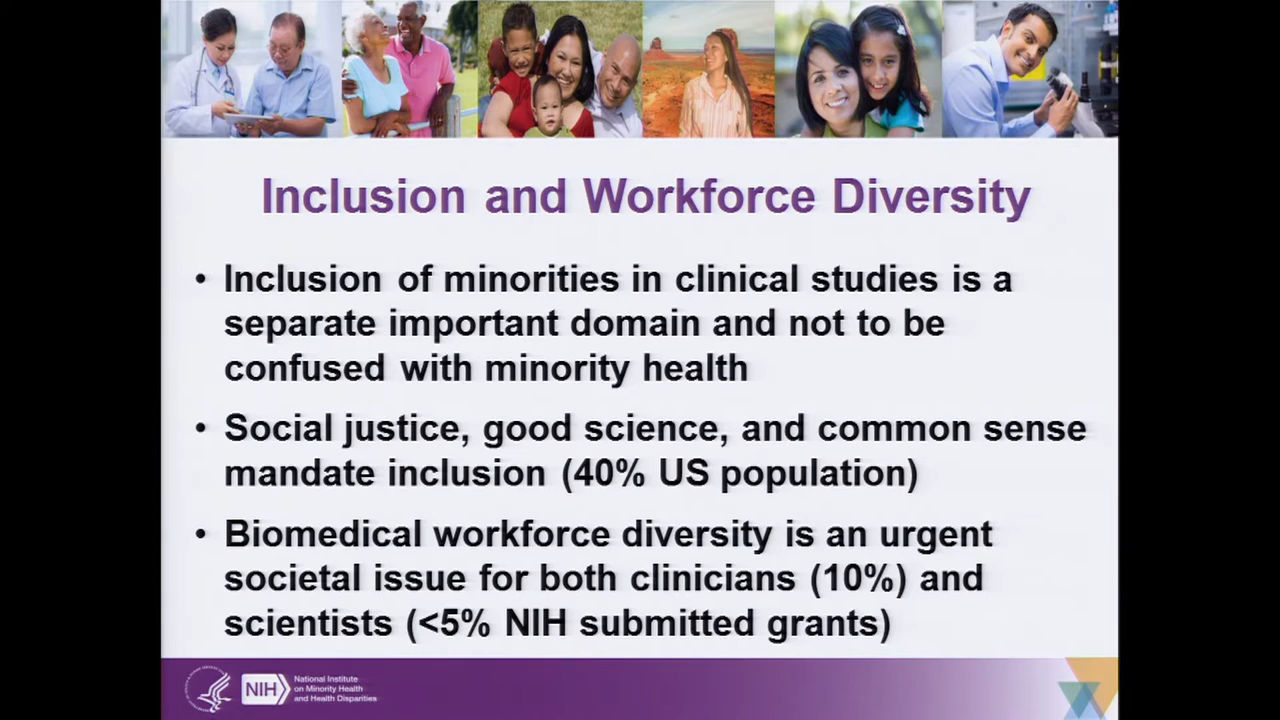 Inclusion and Workforce Diversity
• Inclusion of minorities in clinical studies is a
separate important domain and not to be
confused with minority health
• Social justice, good science, and common sense
mandate inclusion (40% US population)
• Biomedical workforce diversity is an urgent
societal issue for both clinicians (10%) and
scientists (<5% NIH submitted grants)
NIH
National Institute
on Minority Health
and Health Disparities